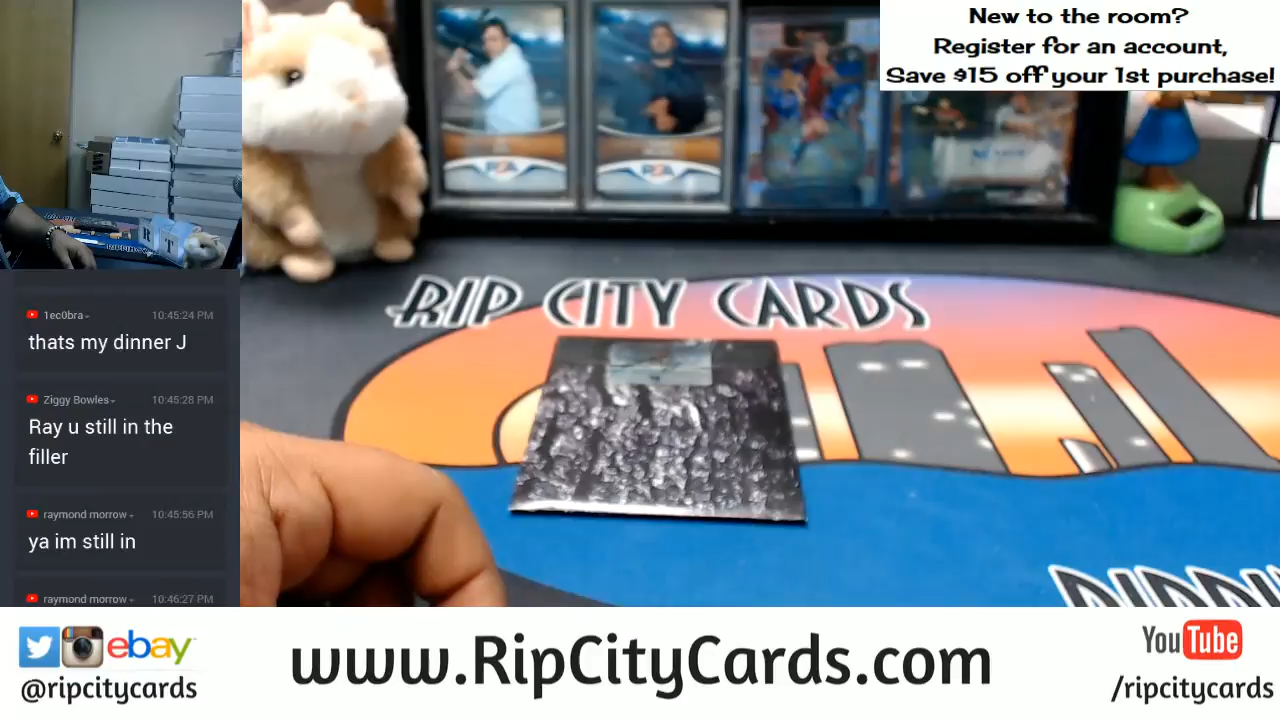 New to the room?
Register for an account,
Save $15 off your 1st purchase!
RIP CITY CARDS
R
T
1ec0bra
10:45:24 PM
thats my dinner J
Ziggy Bowles
10:45:28 PM
Ray u still in the
filler
raymond morrow
10:45:56 PM
ya im still in
raymond morrow
10:46:27 PM
ebay
@ripcitycards
www.RipCityCards.com
YouTube
/ripcitycards